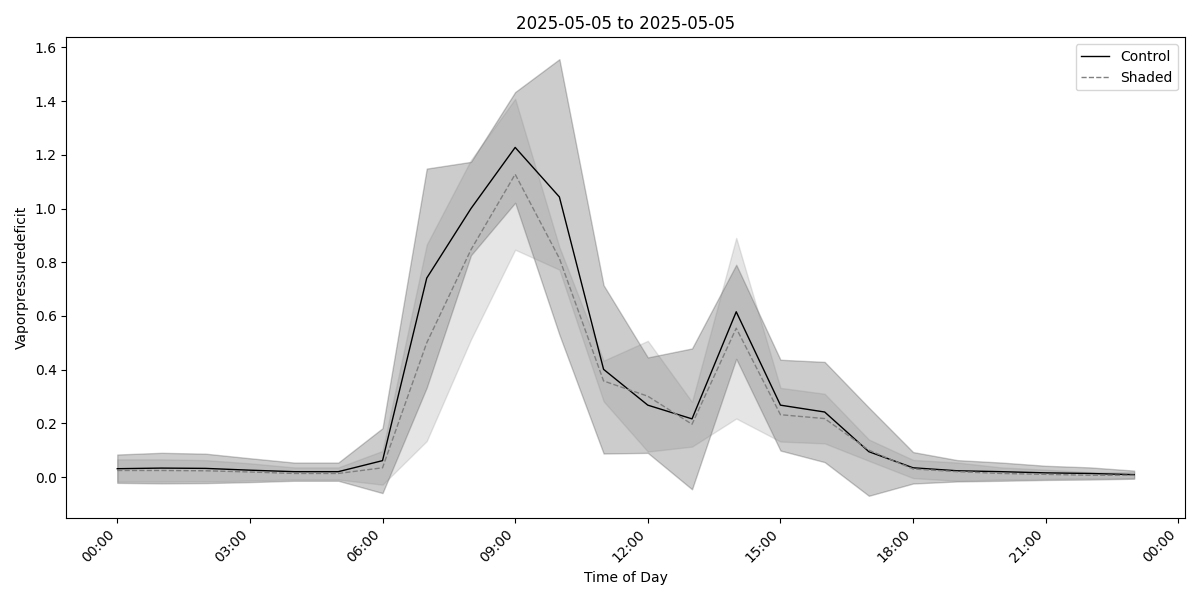 2025-05-05 to 2025-05-05
Control
Shaded
Vaporpressuredeficit
1.6
1.4
1.2
1.0
0.8
0.6
0.4
0.2
0.0
00:00 03:00 06:00 09:00 12:00 15:00 18:00 21:00 00:00
Time of Day